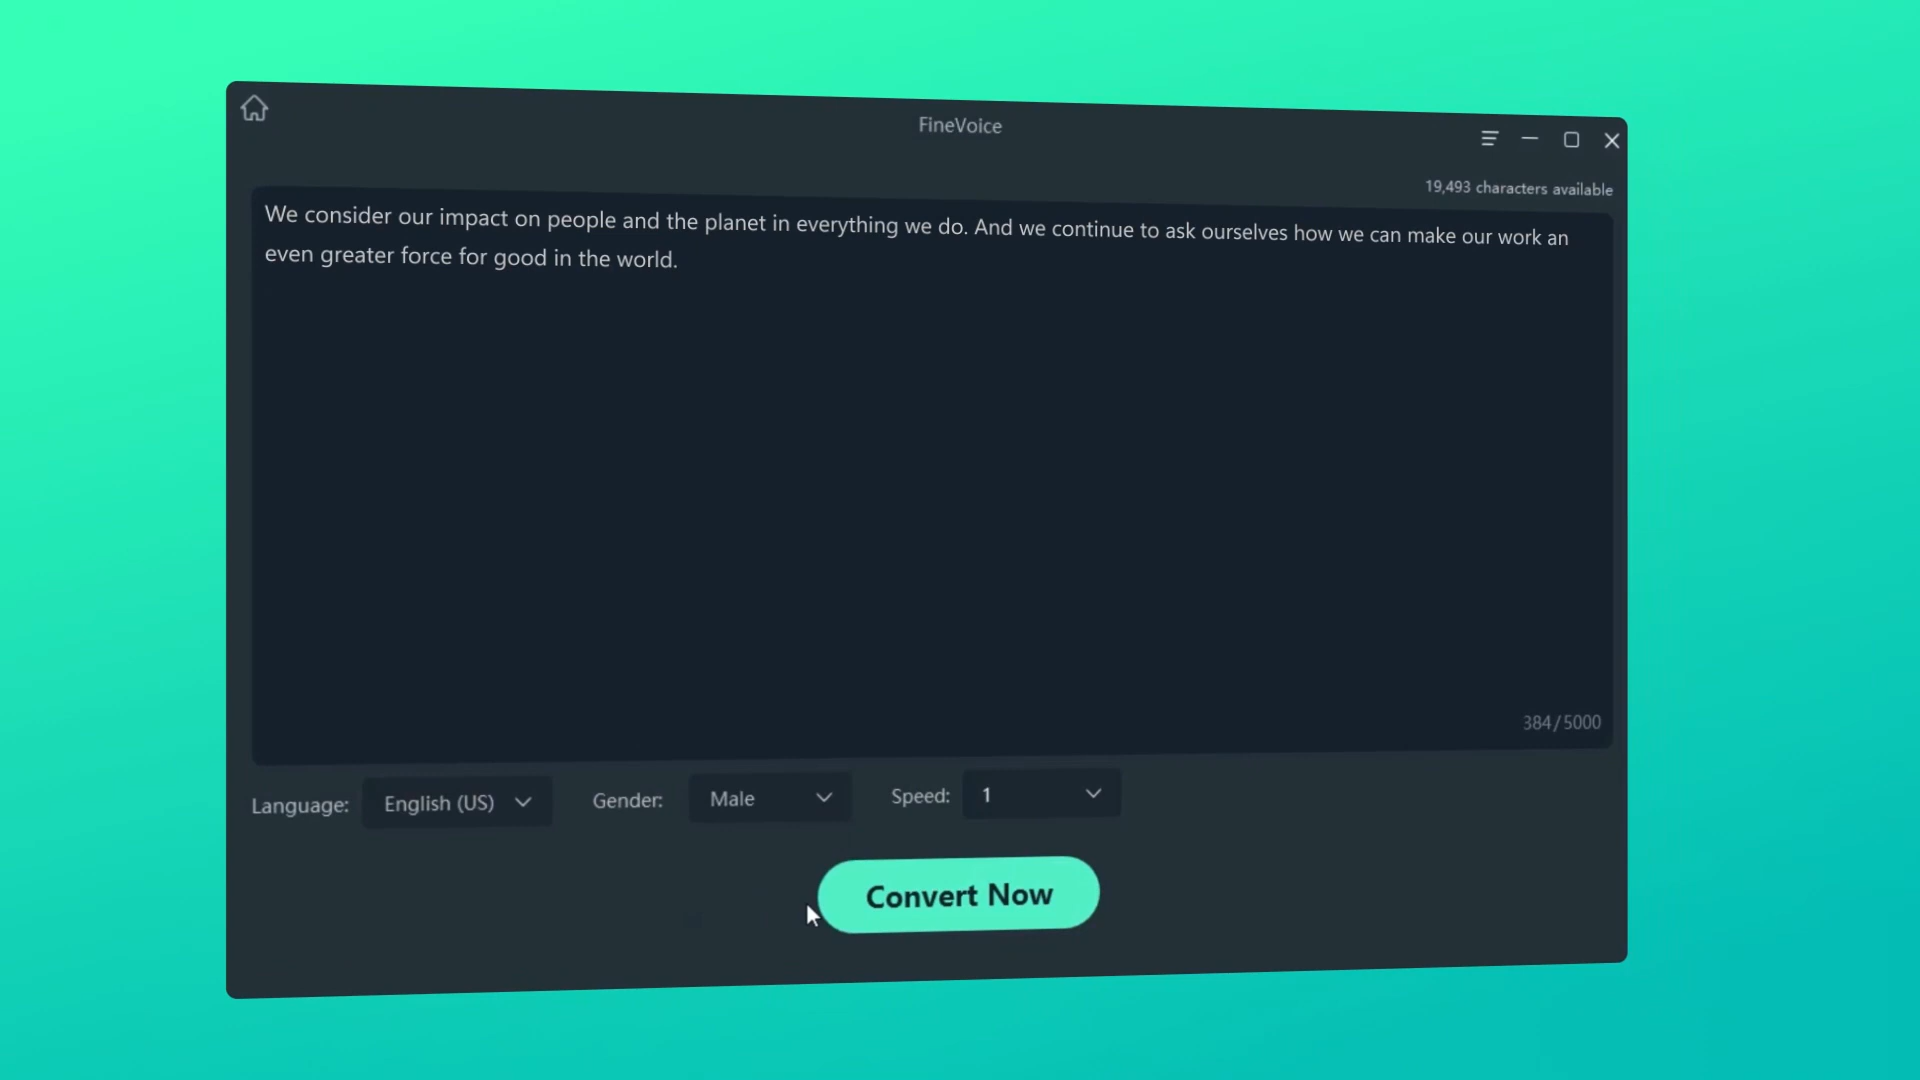 FineVoice
19,493 characters available
We consider our impact on people and the planet in everything we do. And we continue to ask ourselves how we can make our work an
even greater force for good in the world.
384/5000
Language: English (US) Gender: Male Speed: 1
Convert Now